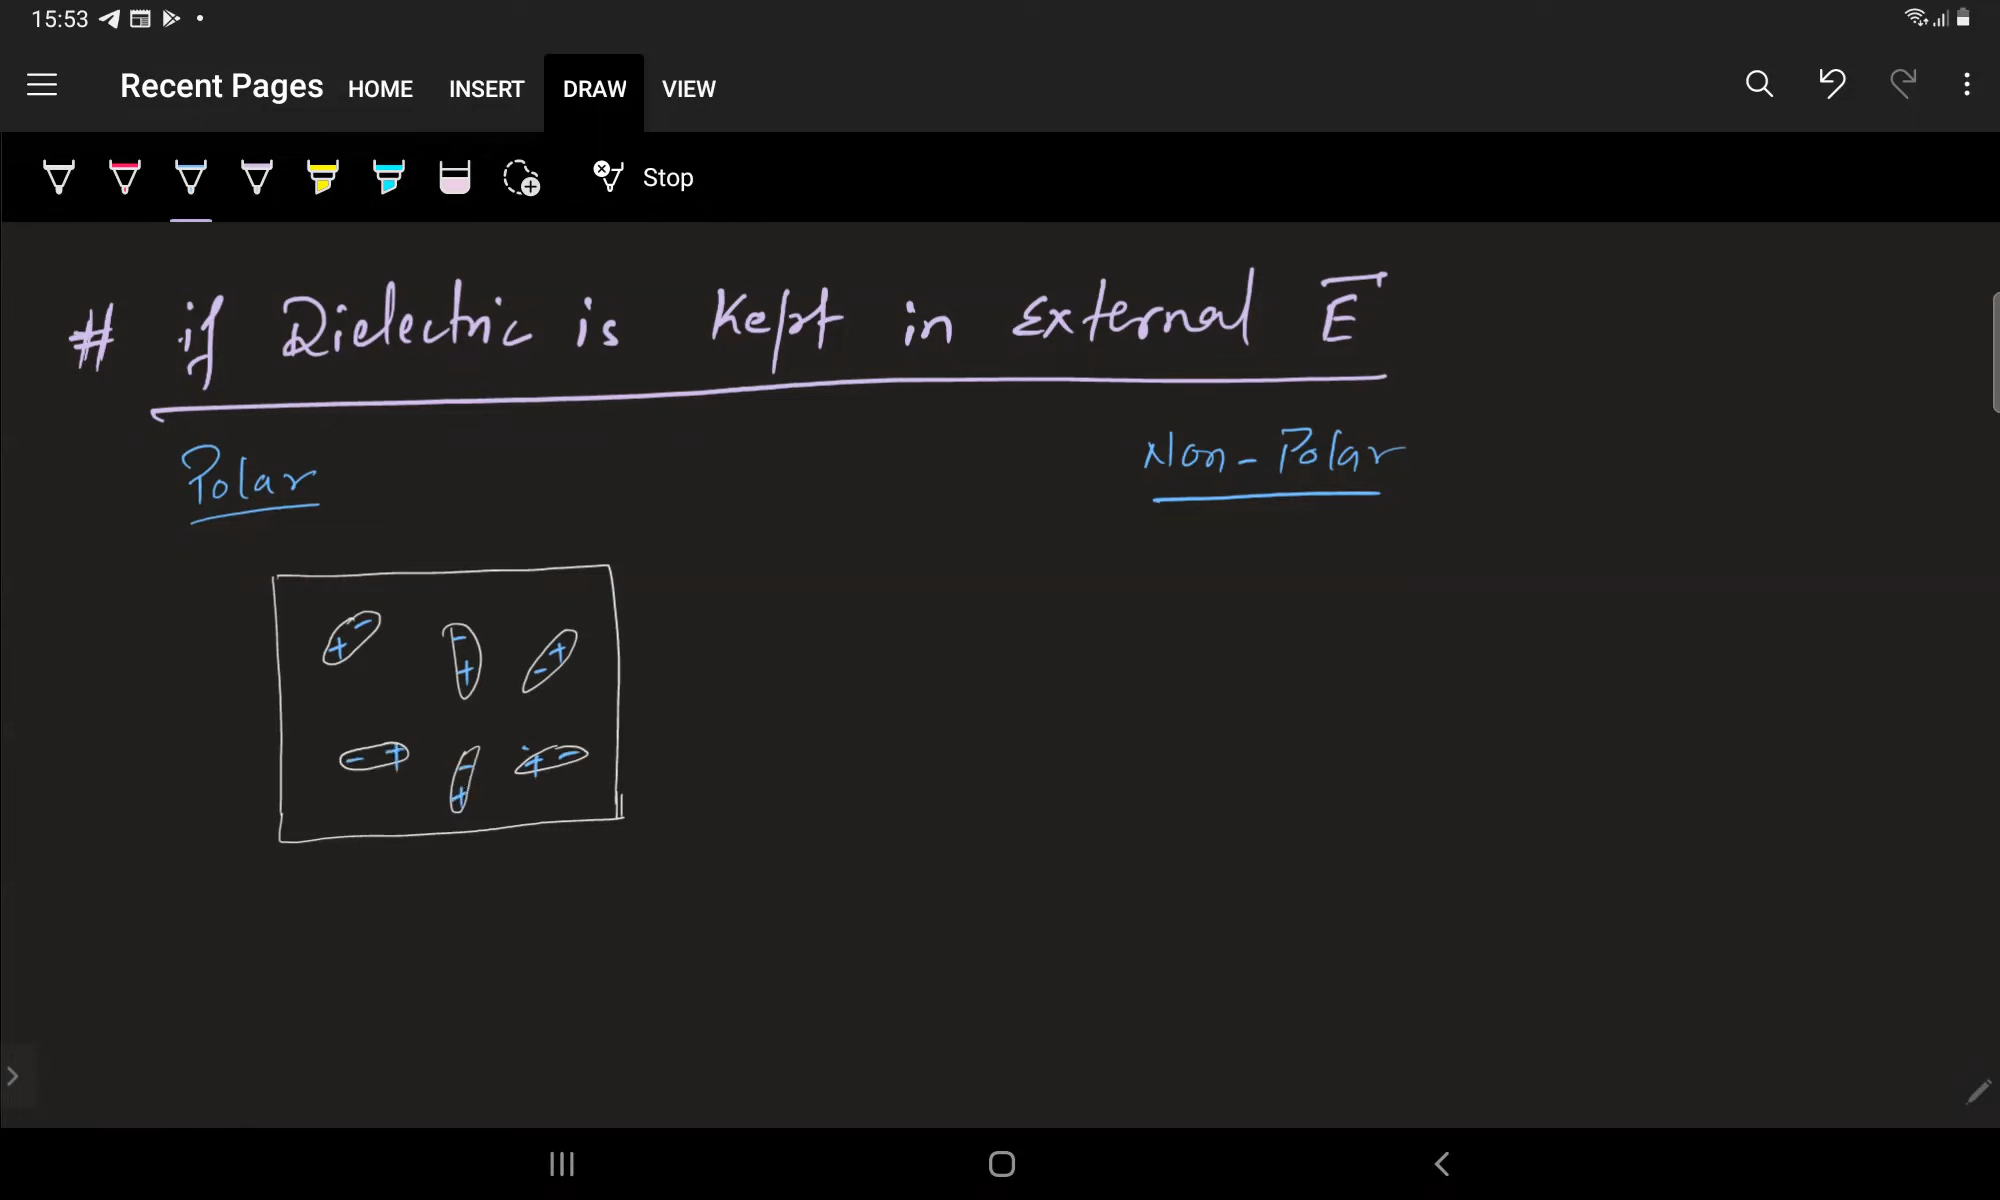 15:53
Recent Pages HOME INSERT DRAW VIEW
Stop
# if Dielectric is Kept in External E
Polar
Non-Polar
+ -
-
+
- +
- +
-
+
+ -